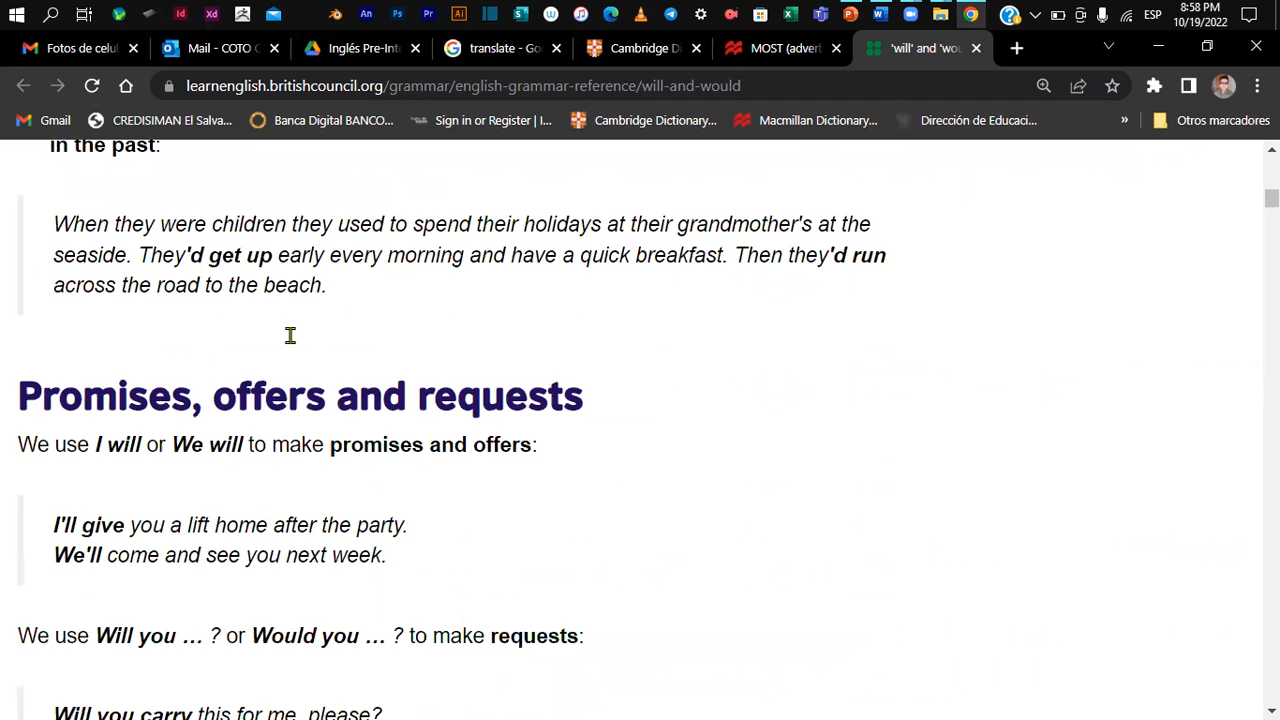 8:58 PM
ESP
10/19/2022
Fotos de celul
Mail - COTO C
Inglés Pre-Inte
translate - Goo
Cambridge Di
MOST (adverb
'will' and 'wou
learnenglish.britishcouncil.org/grammar/english-grammar-reference/will-and-would
Gmail
CREDISIMAN El Salva...
Banca Digital BANCO...
Sign in or Register | I...
Cambridge Dictionary...
Macmillan Dictionary...
Dirección de Educaci...
»
Otros marcadores
in the past:
When they were children they used to spend their holidays at their grandmother's at the
seaside. They'd get up early every morning and have a quick breakfast. Then they'd run
across the road to the beach.
Promises, offers and requests
We use I will or We will to make promises and offers:
I'll give you a lift home after the party.
We'll come and see you next week.
We use Will you … ? or Would you … ? to make requests:
Will you carry this for me, please?